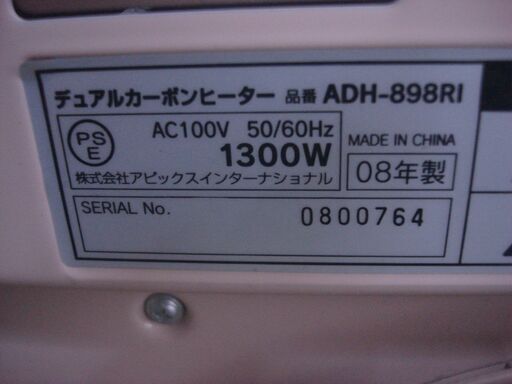 デュアルカーボンヒーター 品番 ADH-898RI
PS
E
AC100V 50/60Hz
1300W
MADE IN CHINA
株式会社アピックスインターナショナル
08年製
SERIAL No.
0800764